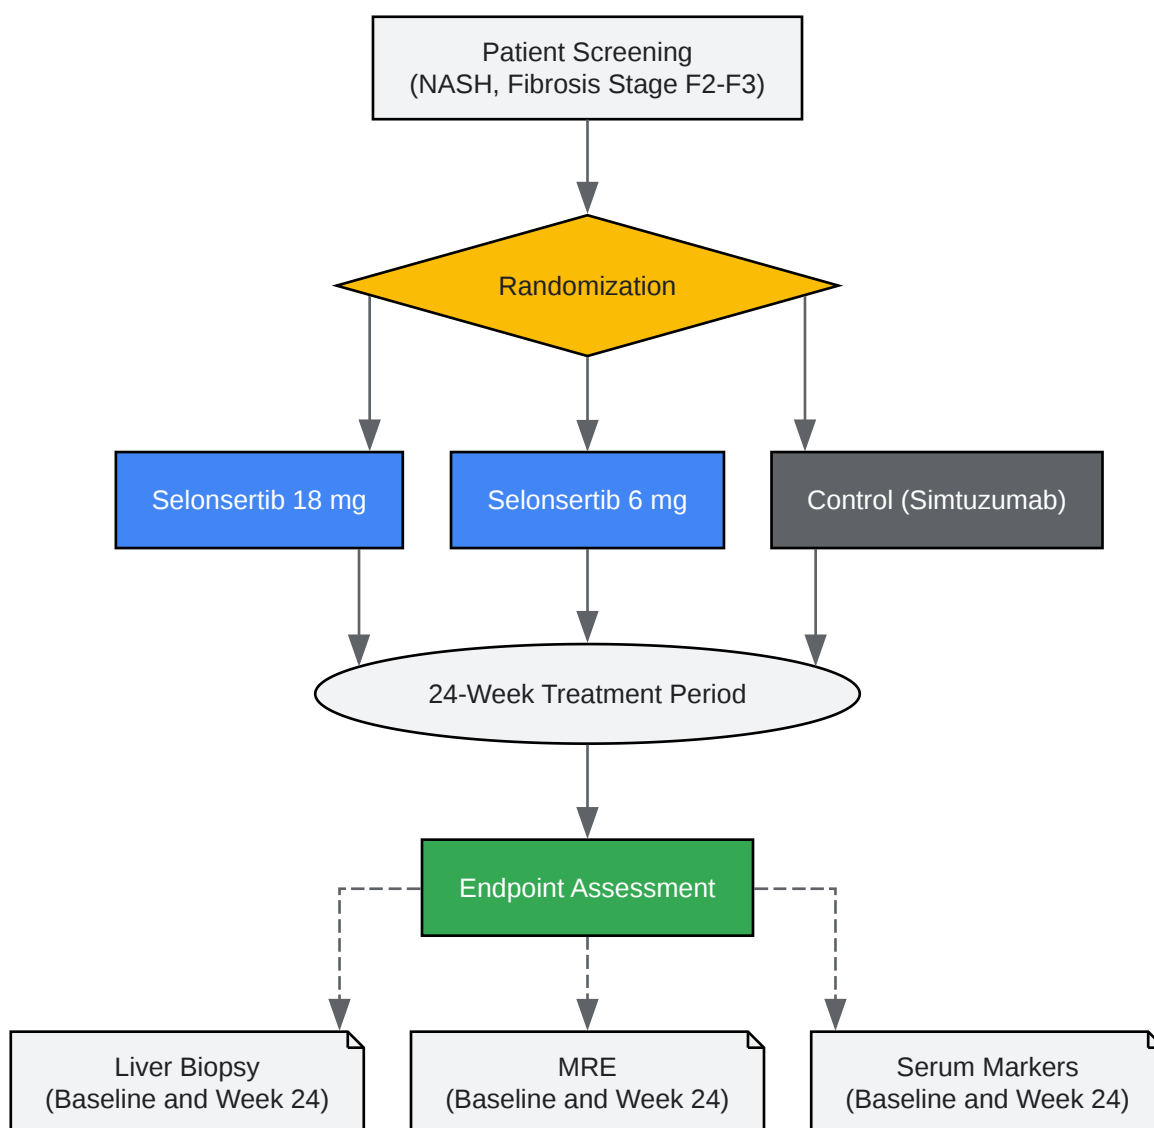 Patient Screening
(NASH, Fibrosis Stage F2-F3)
Randomization
Selonsertib 18 mg
Selonsertib 6 mg
Control (Simtuzumab)
24-Week Treatment Period
Endpoint Assessment
Liver Biopsy
(Baseline and Week 24)
MRE
(Baseline and Week 24)
Serum Markers
(Baseline and Week 24)